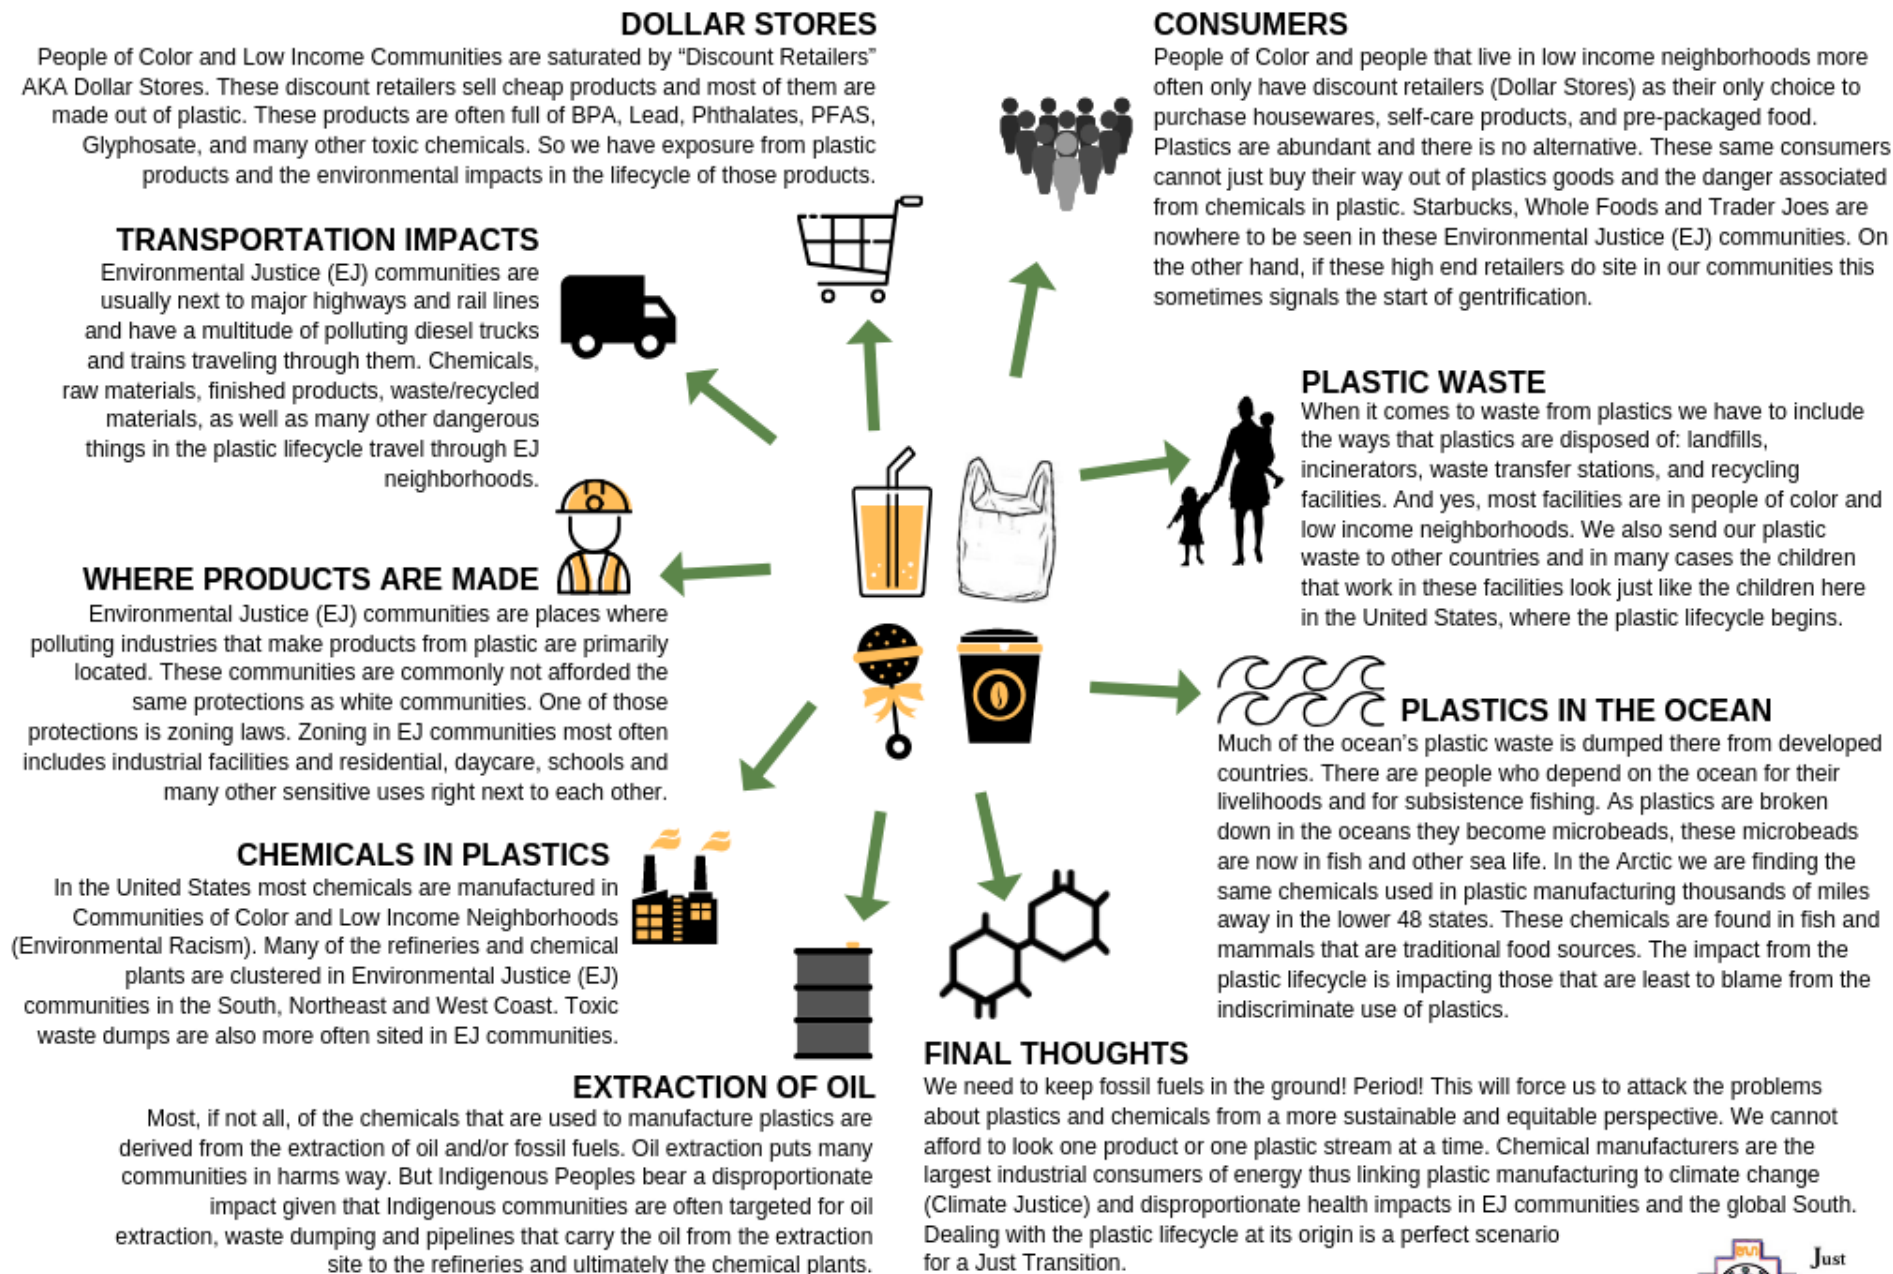 DOLLAR STORES
People of Color and Low Income Communities are saturated by “Discount Retailers”
AKA Dollar Stores. These discount retailers sell cheap products and most of them are
made out of plastic. These products are often full of BPA, Lead, Phthalates, PFAS,
Glyphosate, and many other toxic chemicals. So we have exposure from plastic
products and the environmental impacts in the lifecycle of those products.
TRANSPORTATION IMPACTS
Environmental Justice (EJ) communities are
usually next to major highways and rail lines
and have a multitude of polluting diesel trucks
and trains traveling through them. Chemicals,
raw materials, finished products, waste/recycled
materials, as well as many other dangerous
things in the plastic lifecycle travel through EJ
neighborhoods.
WHERE PRODUCTS ARE MADE
Environmental Justice (EJ) communities are places where
polluting industries that make products from plastic are primarily
located. These communities are commonly not afforded the
same protections as white communities. One of those
protections is zoning laws. Zoning in EJ communities most often
includes industrial facilities and residential, daycare, schools and
many other sensitive uses right next to each other.
CHEMICALS IN PLASTICS
In the United States most chemicals are manufactured in
Communities of Color and Low Income Neighborhoods
(Environmental Racism). Many of the refineries and chemical
plants are clustered in Environmental Justice (EJ)
communities in the South, Northeast and West Coast. Toxic
waste dumps are also more often sited in EJ communities.
EXTRACTION OF OIL
Most, if not all, of the chemicals that are used to manufacture plastics are
derived from the extraction of oil and/or fossil fuels. Oil extraction puts many
communities in harms way. But Indigenous Peoples bear a disproportionate
impact given that Indigenous communities are often targeted for oil
extraction, waste dumping and pipelines that carry the oil from the extraction
site to the refineries and ultimately the chemical plants.
CONSUMERS
People of Color and people that live in low income neighborhoods more
often only have discount retailers (Dollar Stores) as their only choice to
purchase housewares, self-care products, and pre-packaged food.
Plastics are abundant and there is no alternative. These same consumers
cannot just buy their way out of plastics goods and the danger associated
from chemicals in plastic. Starbucks, Whole Foods and Trader Joes are
nowhere to be seen in these Environmental Justice (EJ) communities. On
the other hand, if these high end retailers do site in our communities this
sometimes signals the start of gentrification.
PLASTIC WASTE
When it comes to waste from plastics we have to include
the ways that plastics are disposed of: landfills,
incinerators, waste transfer stations, and recycling
facilities. And yes, most facilities are in people of color and
low income neighborhoods. We also send our plastic
waste to other countries and in many cases the children
that work in these facilities look just like the children here
in the United States, where the plastic lifecycle begins.
PLASTICS IN THE OCEAN
Much of the ocean’s plastic waste is dumped there from developed
countries. There are people who depend on the ocean for their
livelihoods and for subsistence fishing. As plastics are broken
down in the oceans they become microbeads, these microbeads
are now in fish and other sea life. In the Arctic we are finding the
same chemicals used in plastic manufacturing thousands of miles
away in the lower 48 states. These chemicals are found in fish and
mammals that are traditional food sources. The impact from the
plastic lifecycle is impacting those that are least to blame from the
indiscriminate use of plastics.
FINAL THOUGHTS
We need to keep fossil fuels in the ground! Period! This will force us to attack the problems
about plastics and chemicals from a more sustainable and equitable perspective. We cannot
afford to look one product or one plastic stream at a time. Chemical manufacturers are the
largest industrial consumers of energy thus linking plastic manufacturing to climate change
(Climate Justice) and disproportionate health impacts in EJ communities and the global South.
Dealing with the plastic lifecycle at its origin is a perfect scenario
for a Just Transition.
Just